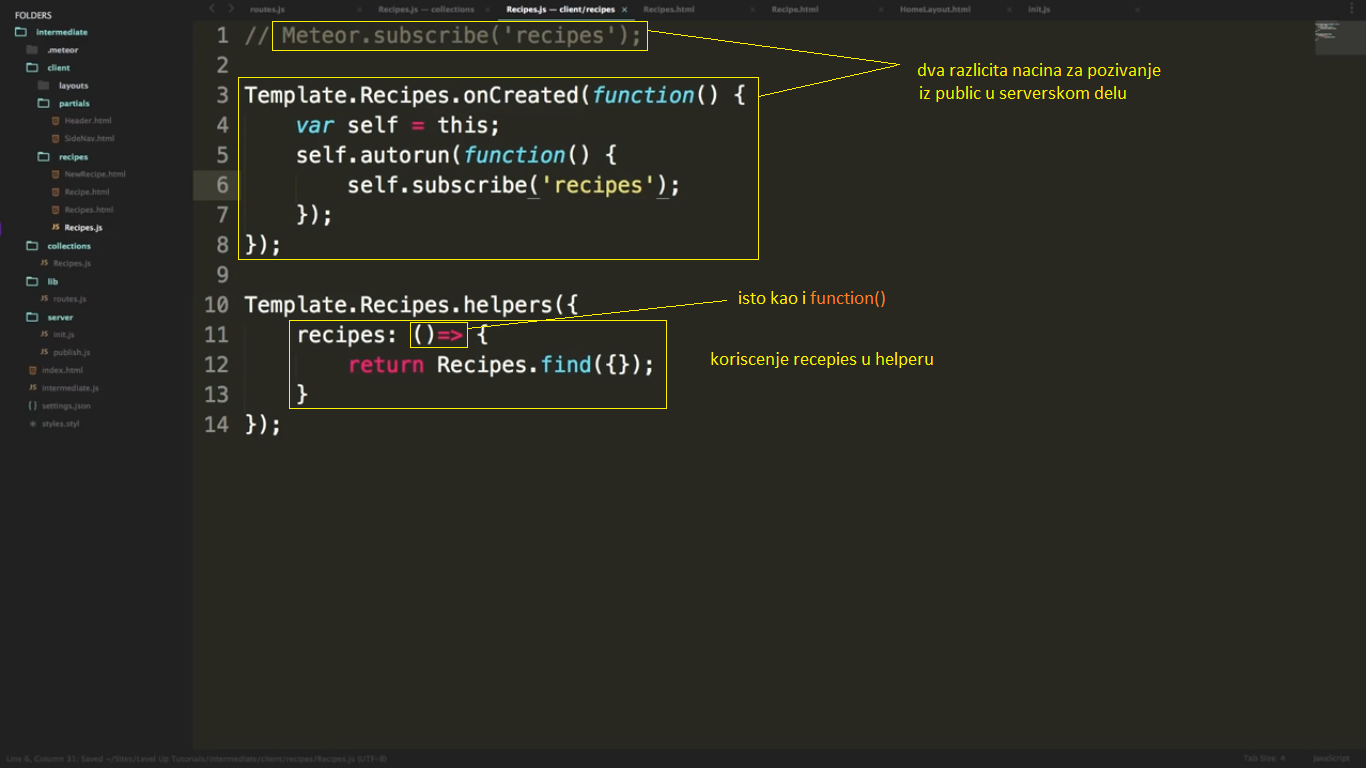 FOLDERS
intermediate
.meteor
client
layouts
partials
Header.html
SideNav.html
recipes
NewRecipe.html
Recipe.html
Recipes.html
Recipes.js
collections
Recipes.js
lib
routes.js
server
init.js
publish.js
index.html
intermediate.js
settings.json
styles.styl
routes.js
Recipes.js — collections
Recipes.js — client/recipes
Recipes.html
Recipe.html
HomeLayout.html
init.js
1 // Meteor.subscribe('recipes');
2
3 Template.Recipes.onCreated(function() {
4 var self = this;
5 self.autorun(function() {
6 self.subscribe('recipes');
7 });
8 });
9
10 Template.Recipes.helpers({
11 recipes: ()=> {
12 return Recipes.find({});
13 }
14 });
dva razlicita nacina za pozivanje
iz public u serverskom delu
isto kao i function()
koriscenje recepies u helperu
Line 6, Column 31; Saved ~/Sites/Level Up Tutorials/intermediate/client/recipes/Recipes.js (UTF-8)
Tab Size: 4
JavaScript